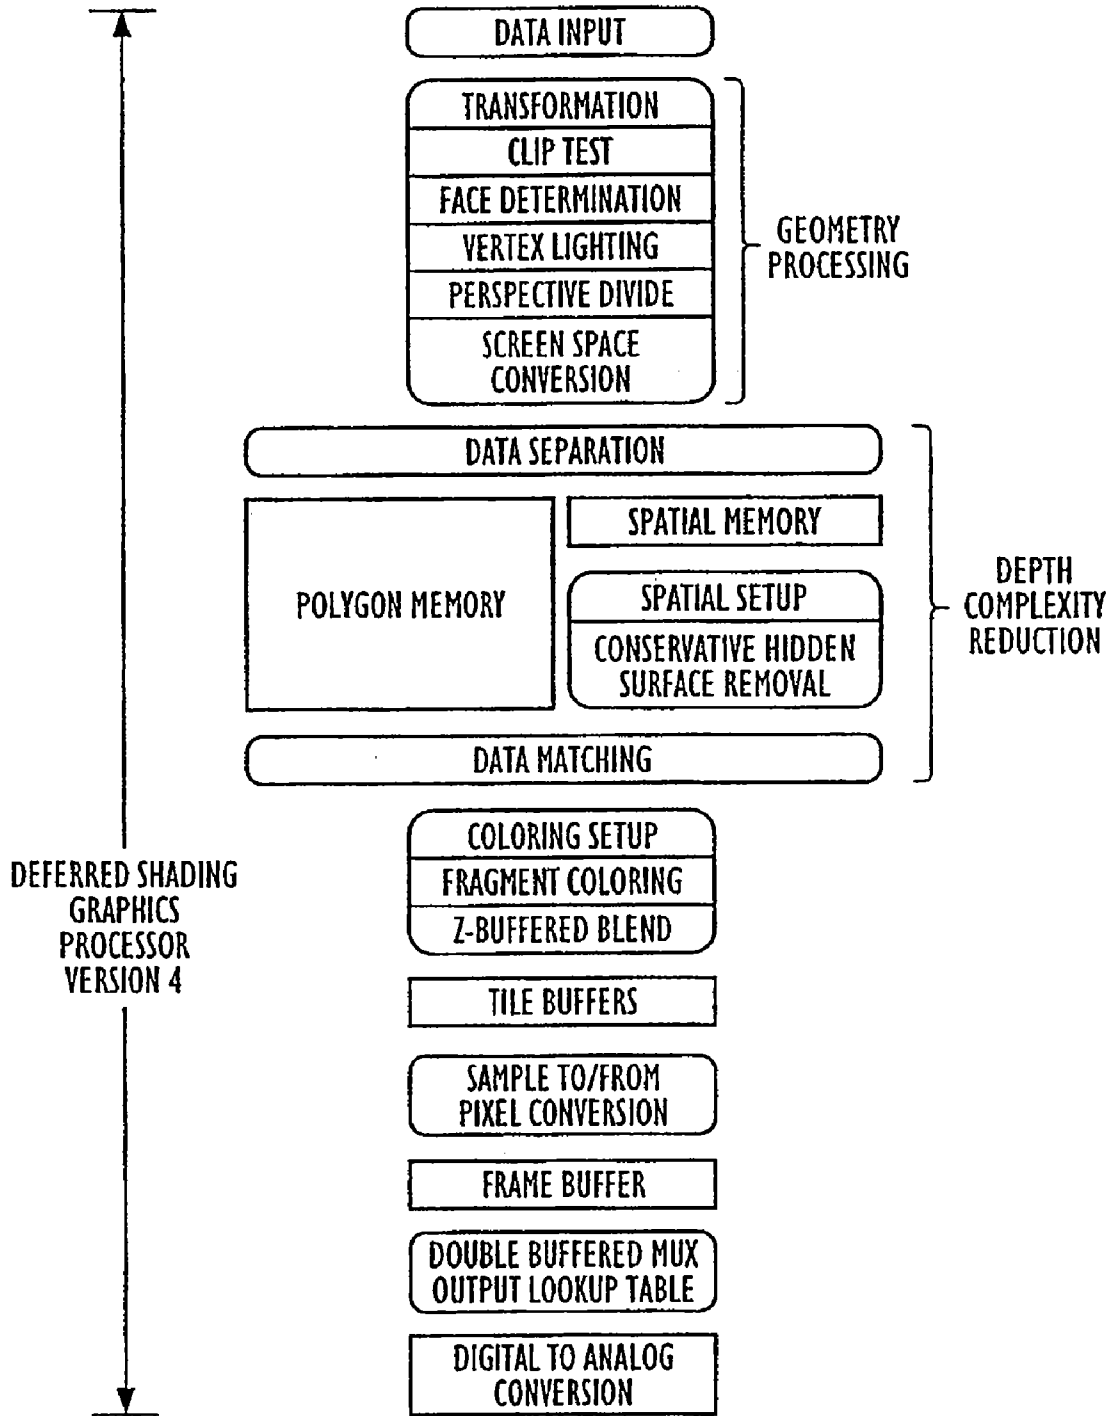 DATA INPUT
TRANSFORMATION
CLIP TEST
FACE DETERMINATION
VERTEX LIGHTING
PERSPECTIVE DIVIDE
SCREEN SPACE
CONVERSION
GEOMETRY
PROCESSING
DATA SEPARATION
POLYGON MEMORY
SPATIAL MEMORY
SPATIAL SETUP
CONSERVATIVE HIDDEN
SURFACE REMOVAL
DEPTH
COMPLEXITY
REDUCTION
DATA MATCHING
COLORING SETUP
FRAGMENT COLORING
Z-BUFFERED BLEND
DEFERRED SHADING
GRAPHICS
PROCESSOR
VERSION 4
TILE BUFFERS
SAMPLE TO/FROM
PIXEL CONVERSION
FRAME BUFFER
DOUBLE BUFFERED MUX
OUTPUT LOOKUP TABLE
DIGITAL TO ANALOG
CONVERSION